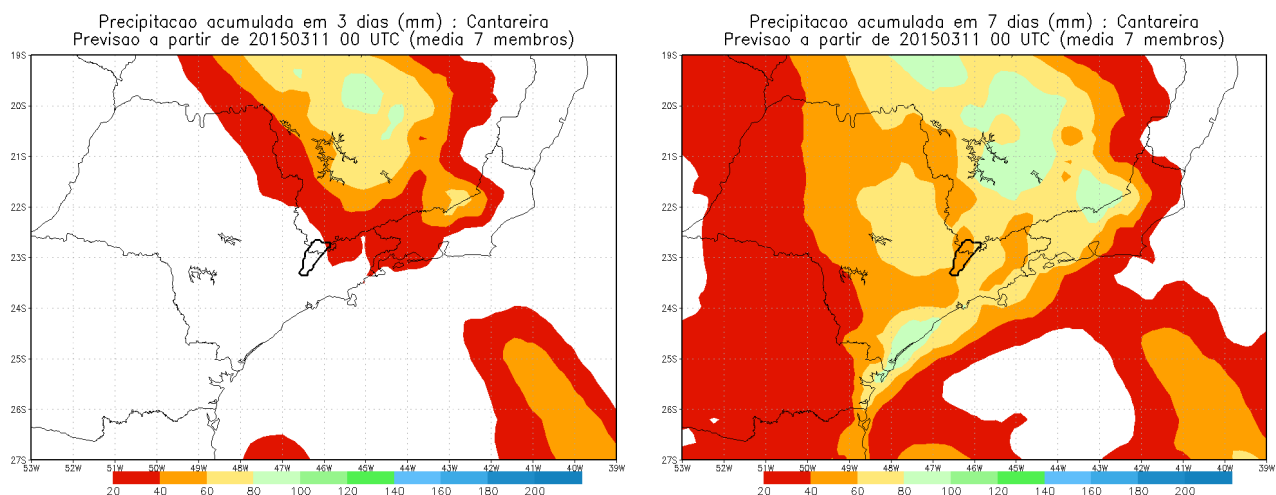 Precipitacao acumulada em 3 dias (mm) : Cantareira
Previsao a partir de 20150311 00 UTC (media 7 membros)
19S
20S
21S
22S
23S
24S
25S
26S
27S
53W 52W 51W 50W 49W 48W 47W 46W 45W 44W 43W 42W 41W 40W 39W
20 40 60 80 100 120 140 160 180 200
Precipitacao acumulada em 7 dias (mm) : Cantareira
Previsao a partir de 20150311 00 UTC (media 7 membros)
19S
20S
21S
22S
23S
24S
25S
26S
27S
53W 52W 51W 50W 49W 48W 47W 46W 45W 44W 43W 42W 41W 40W 39W
20 40 60 80 100 120 140 160 180 200